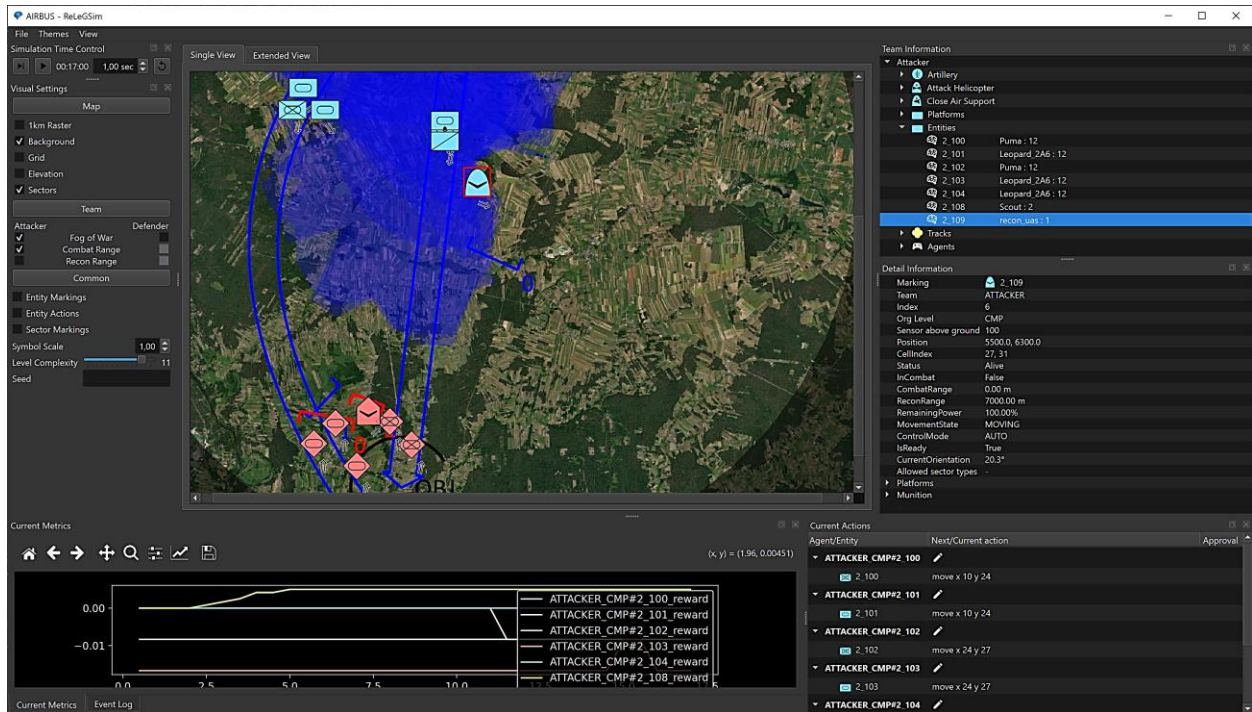 AIRBUS - ReLeGSim
File Themes View
Simulation Time Control
00:17:00 1,00 sec
Visual Settings
Map
1km Raster
Background
Grid
Elevation
Sectors
Team
Attacker Defender
Fog of War
Combat Range
Recon Range
Common
Entity Markings
Entity Actions
Sector Markings
Symbol Scale 1,00
Level Complexity 11
Seed
Single View Extended View
0
0
OBJ
Team Information
Attacker
Artillery
Attack Helicopter
Close Air Support
Platforms
Entities
2_100 Puma : 12
2_101 Leopard_2A6 : 12
2_102 Puma : 12
2_103 Leopard_2A6 : 12
2_104 Leopard_2A6 : 12
2_108 Scout : 2
2_109 recon_uas : 1
Tracks
Agents
Detail Information
Marking 2_109
Team ATTACKER
Index 6
Org Level CMP
Sensor above ground 100
Position 5500.0, 6300.0
CellIndex 27, 31
Status Alive
InCombat False
CombatRange 0.00 m
ReconRange 7000.00 m
RemainingPower 100.00%
MovementState MOVING
ControlMode AUTO
IsReady True
CurrentOrientation 20.3°
Allowed sector types -
Platforms
Munition
Current Metrics
(x, y) = (1.96, 0.00451)
0.00
-0.01
0.0 2.5 5.0 7.5 10.0 12.5 15.0 17.5
ATTACKER_CMP#2_100_reward
ATTACKER_CMP#2_101_reward
ATTACKER_CMP#2_102_reward
ATTACKER_CMP#2_103_reward
ATTACKER_CMP#2_104_reward
ATTACKER_CMP#2_108_reward
Current Metrics Event Log
Current Actions
Agent/Entity Next/Current action Approval
ATTACKER_CMP#2_100
2_100 move x 10 y 24
ATTACKER_CMP#2_101
2_101 move x 10 y 24
ATTACKER_CMP#2_102
2_102 move x 24 y 27
ATTACKER_CMP#2_103
2_103 move x 24 y 27
ATTACKER_CMP#2_104